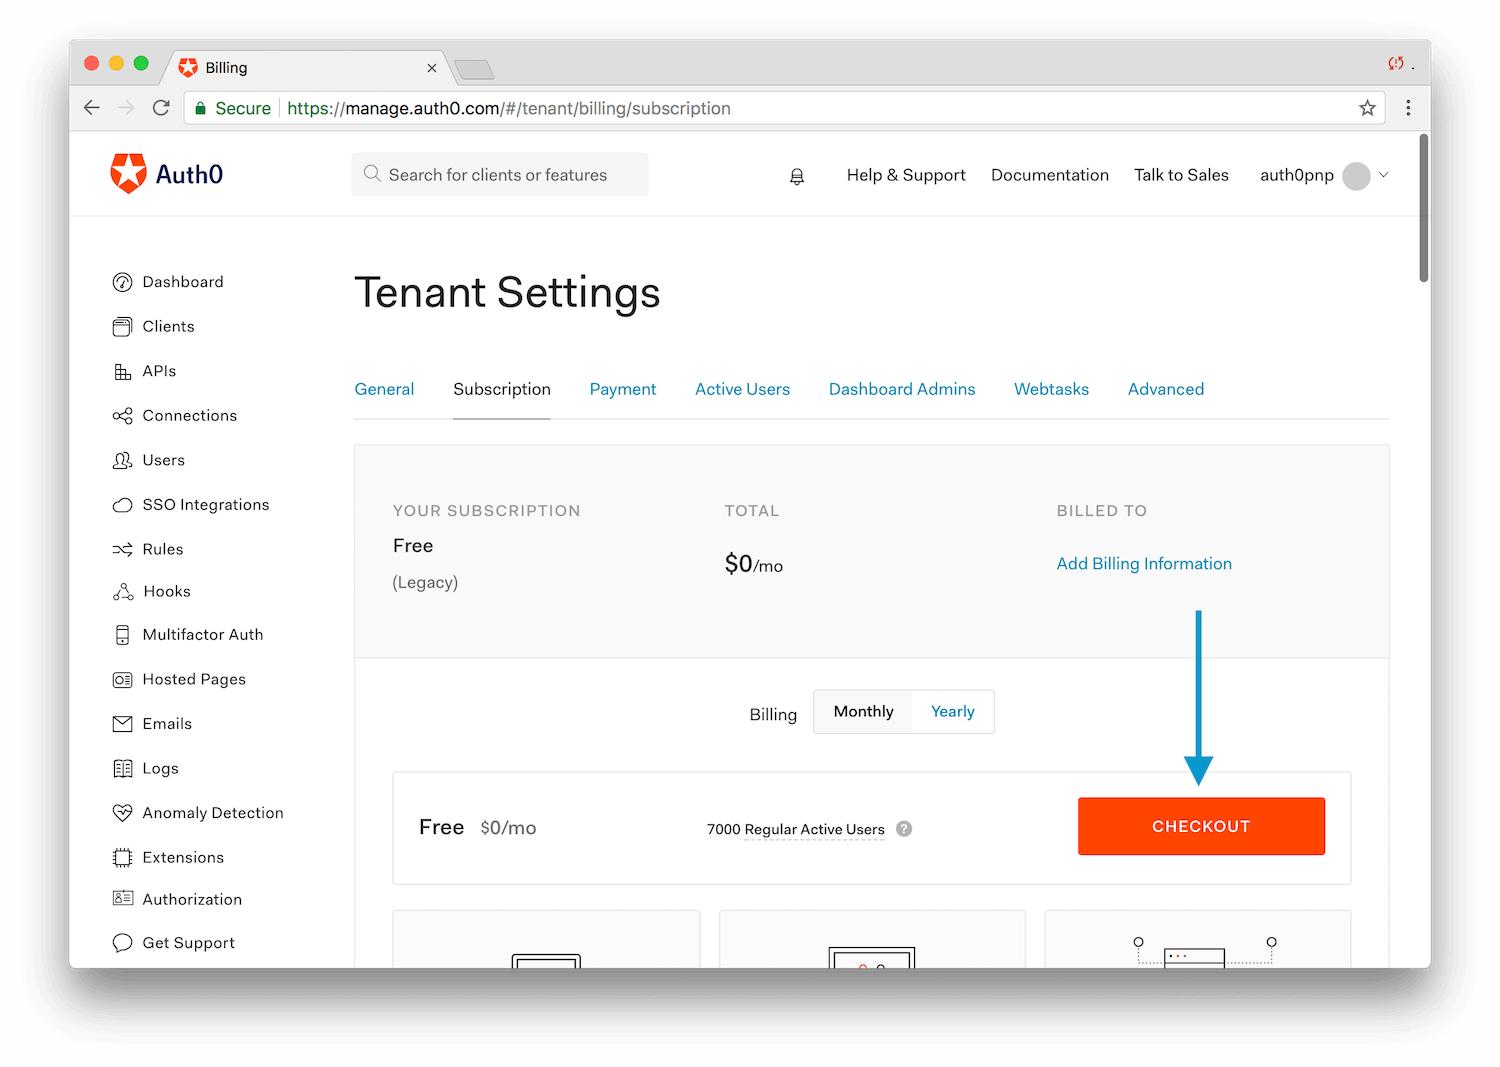 Billing
Secure https://manage.auth0.com/#/tenant/billing/subscription
Auth0
Search for clients or features
Help & Support
Documentation
Talk to Sales
auth0pnp
Dashboard
Clients
APIs
Connections
Users
SSO Integrations
Rules
Hooks
Multifactor Auth
Hosted Pages
Emails
Logs
Anomaly Detection
Extensions
Authorization
Get Support
Tenant Settings
General Subscription Payment Active Users Dashboard Admins Webtasks Advanced
YOUR SUBSCRIPTION
Free
(Legacy)
TOTAL
$0/mo
BILLED TO
Add Billing Information
Billing Monthly Yearly
Free $0/mo
7000 Regular Active Users ?
CHECKOUT